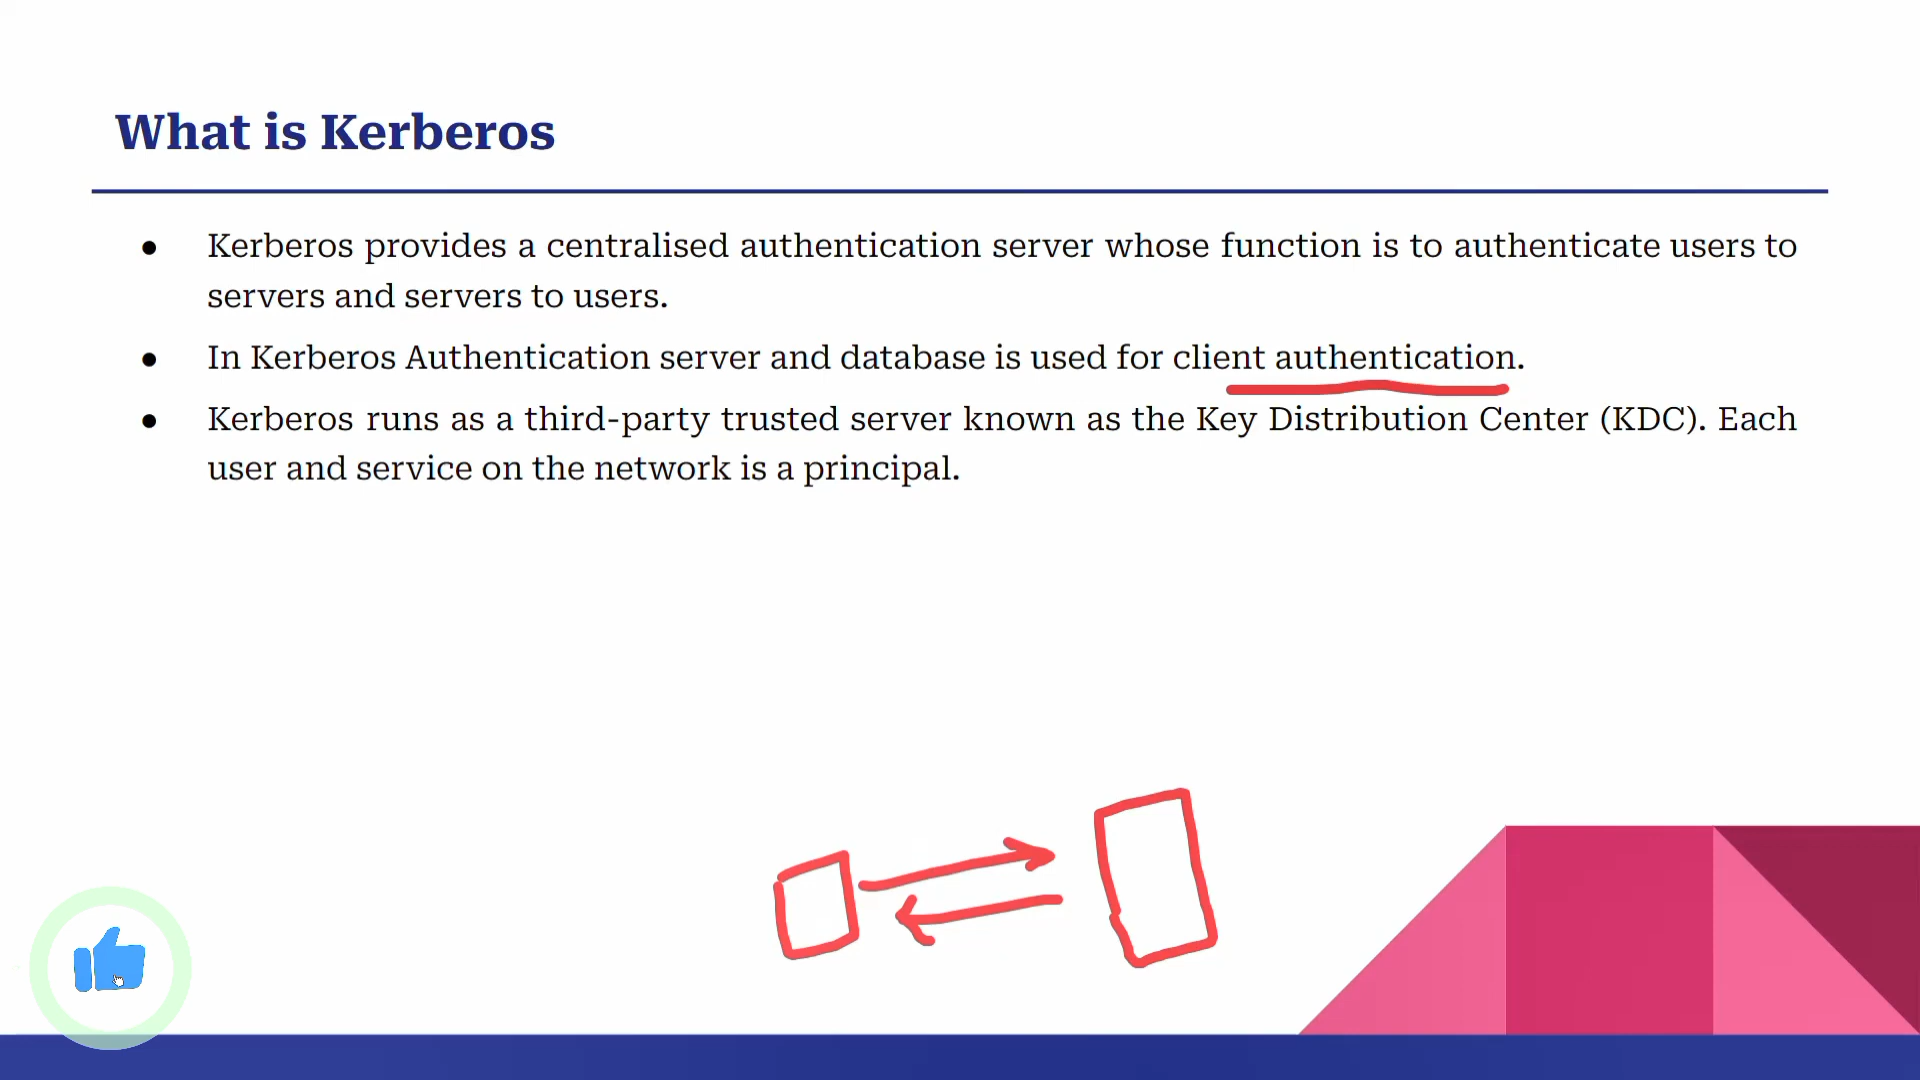 What is Kerberos
● Kerberos provides a centralised authentication server whose function is to authenticate users to
servers and servers to users.
● In Kerberos Authentication server and database is used for client authentication.
● Kerberos runs as a third-party trusted server known as the Key Distribution Center (KDC). Each
user and service on the network is a principal.